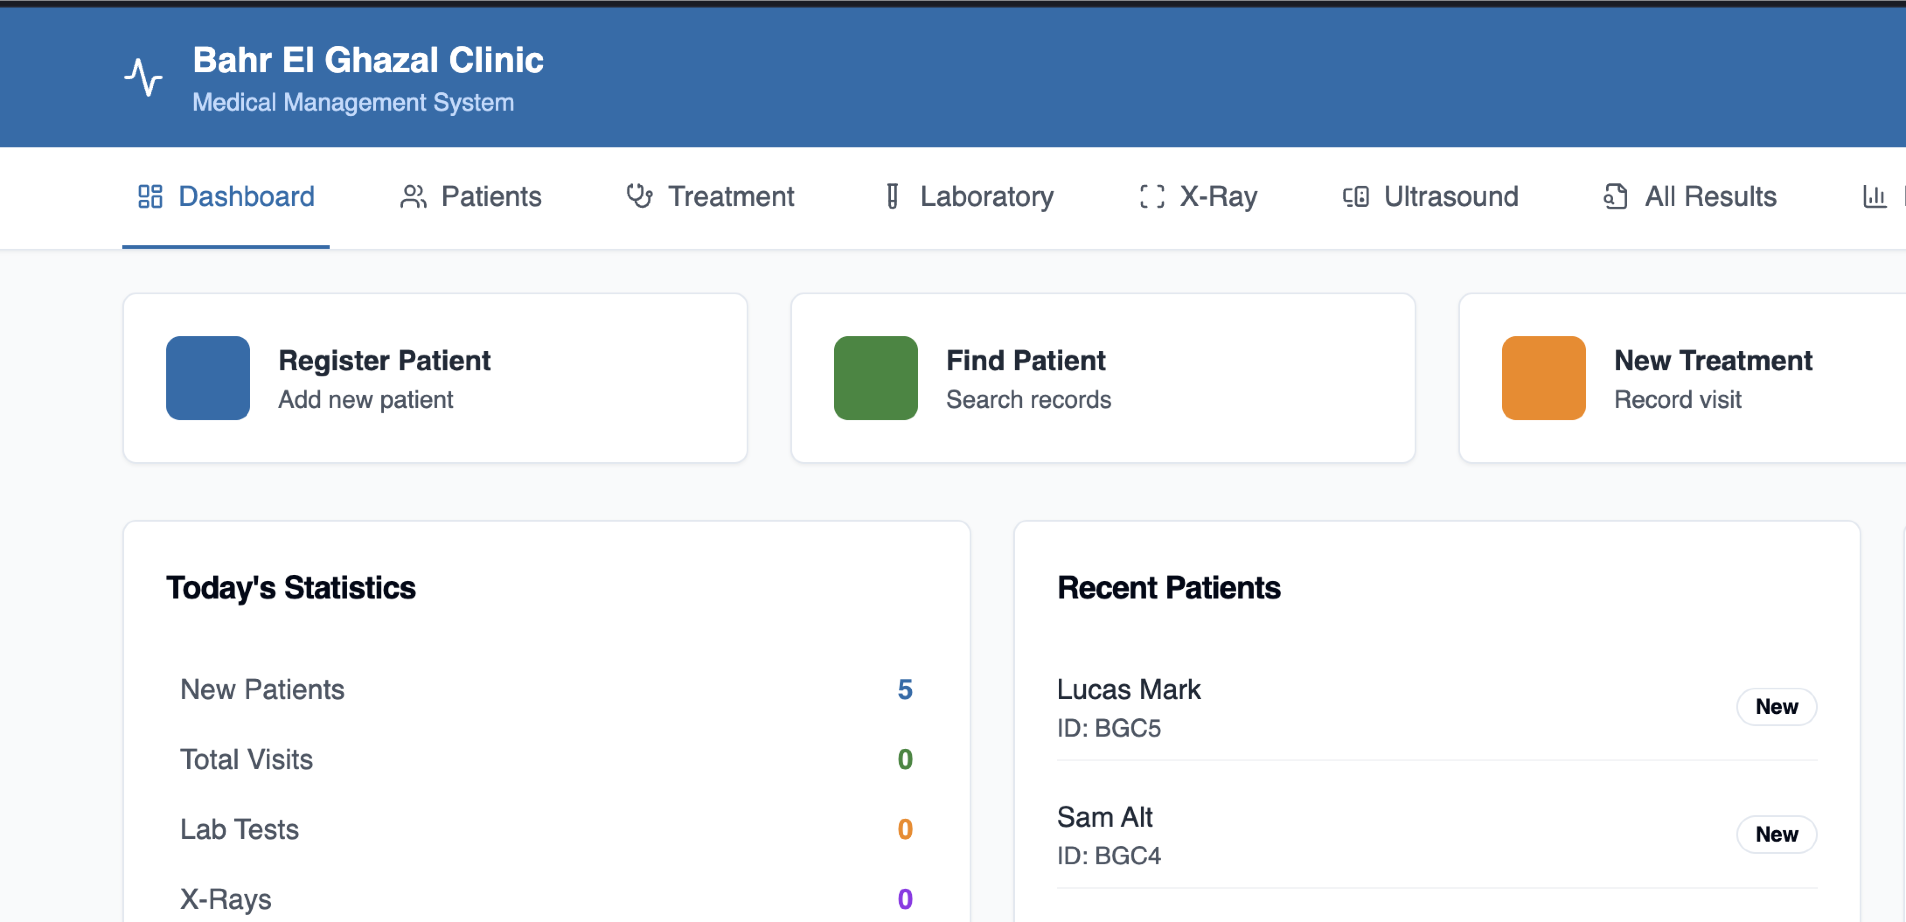 Bahr El Ghazal Clinic
Medical Management System
Dashboard
Patients
Treatment
Laboratory
X-Ray
Ultrasound
All Results
Register Patient
Add new patient
Find Patient
Search records
New Treatment
Record visit
Today's Statistics
New Patients 5
Total Visits 0
Lab Tests 0
X-Rays 0
Recent Patients
Lucas Mark
ID: BGC5
New
Sam Alt
ID: BGC4
New